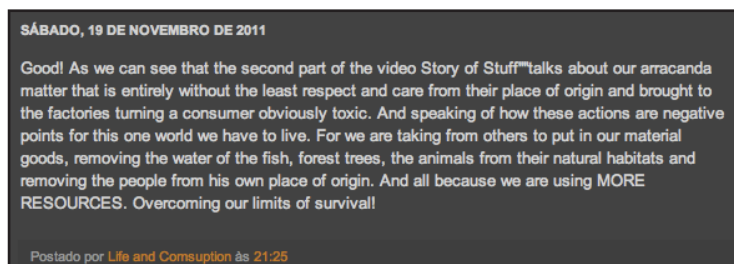 SÁBADO, 19 DE NOVEMBRO DE 2011
Good! As we can see that the second part of the video Story of Stuff""talks about our arracanda
matter that is entirely without the least respect and care from their place of origin and brought to
the factories turning a consumer obviously toxic. And speaking of how these actions are negative
points for this one world we have to live. For we are taking from others to put in our material
goods, removing the water of the fish, forest trees, the animals from their natural habitats and
removing the people from his own place of origin. And all because we are using MORE
RESOURCES. Overcoming our limits of survival!
Postado por Life and Comsuption às 21:25